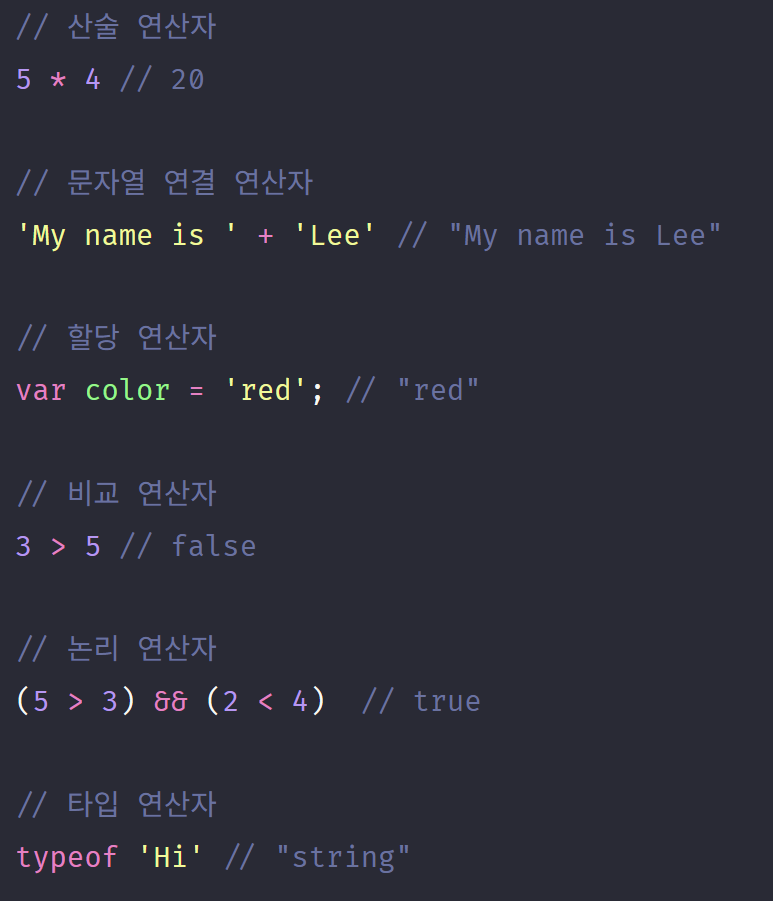 // 산술 연산자
5 * 4 // 20
// 문자열 연결 연산자
'My name is ' + 'Lee' // "My name is Lee"
// 할당 연산자
var color = 'red'; // "red"
// 비교 연산자
3 > 5 // false
// 논리 연산자
(5 > 3) && (2 < 4)  // true
// 타입 연산자
typeof 'Hi' // "string"